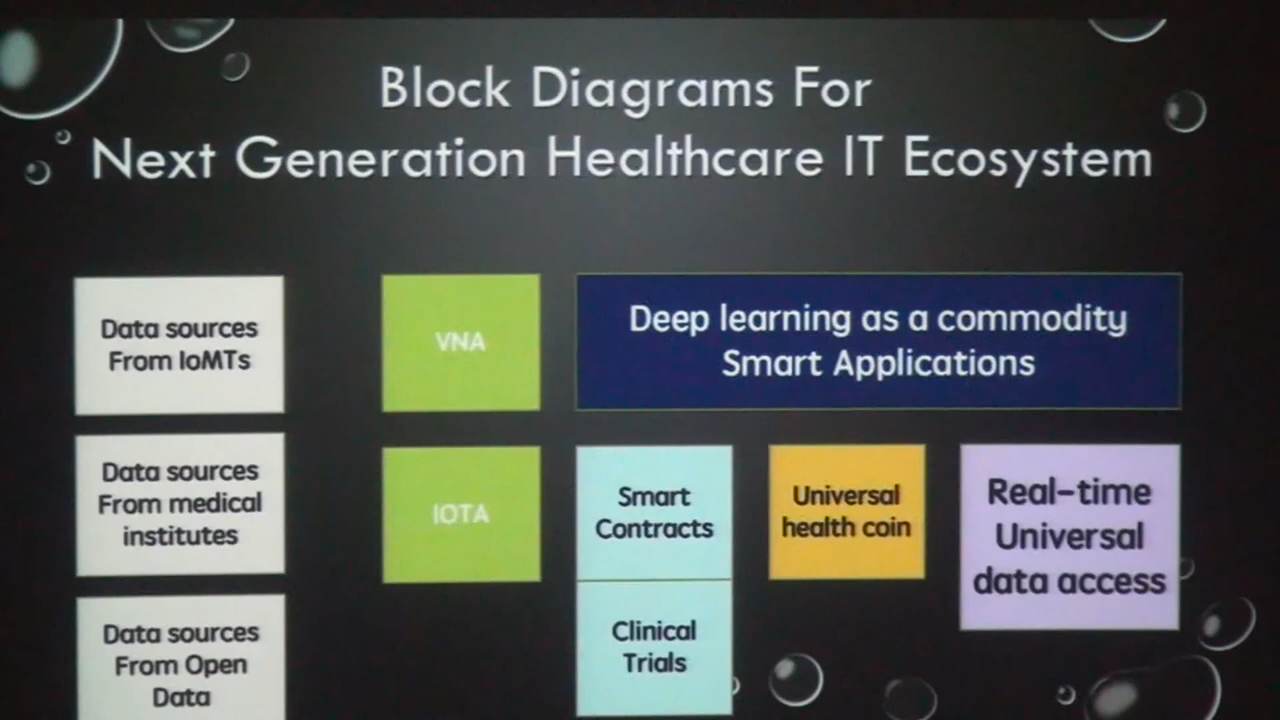 Block Diagrams For
Next Generation Healthcare IT Ecosystem
Data sources
From IoMTs
VNA
Deep learning as a commodity
Smart Applications
Data sources
From medical
institutes
IOTA
Smart
Contracts
Universal
health coin
Real-time
Universal
data access
Data sources
From Open
Data
Clinical
Trials